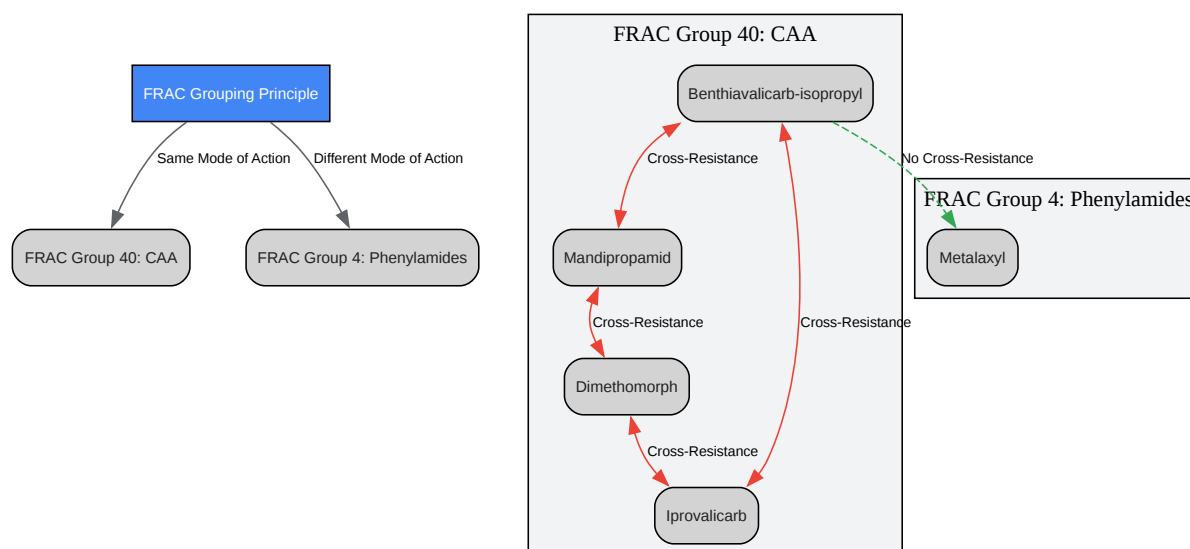 FRAC Group 40: CAA
FRAC Grouping Principle
Benthiavalicarb-isopropyl
Same Mode of Action
Different Mode of Action
Cross-Resistance
No Cross-Resistance
FRAC Group 4: Phenylamides
FRAC Group 40: CAA
FRAC Group 4: Phenylamides
Mandipropamid
Metalaxyl
Cross-Resistance
Cross-Resistance
Dimethomorph
Cross-Resistance
Iprovalicarb